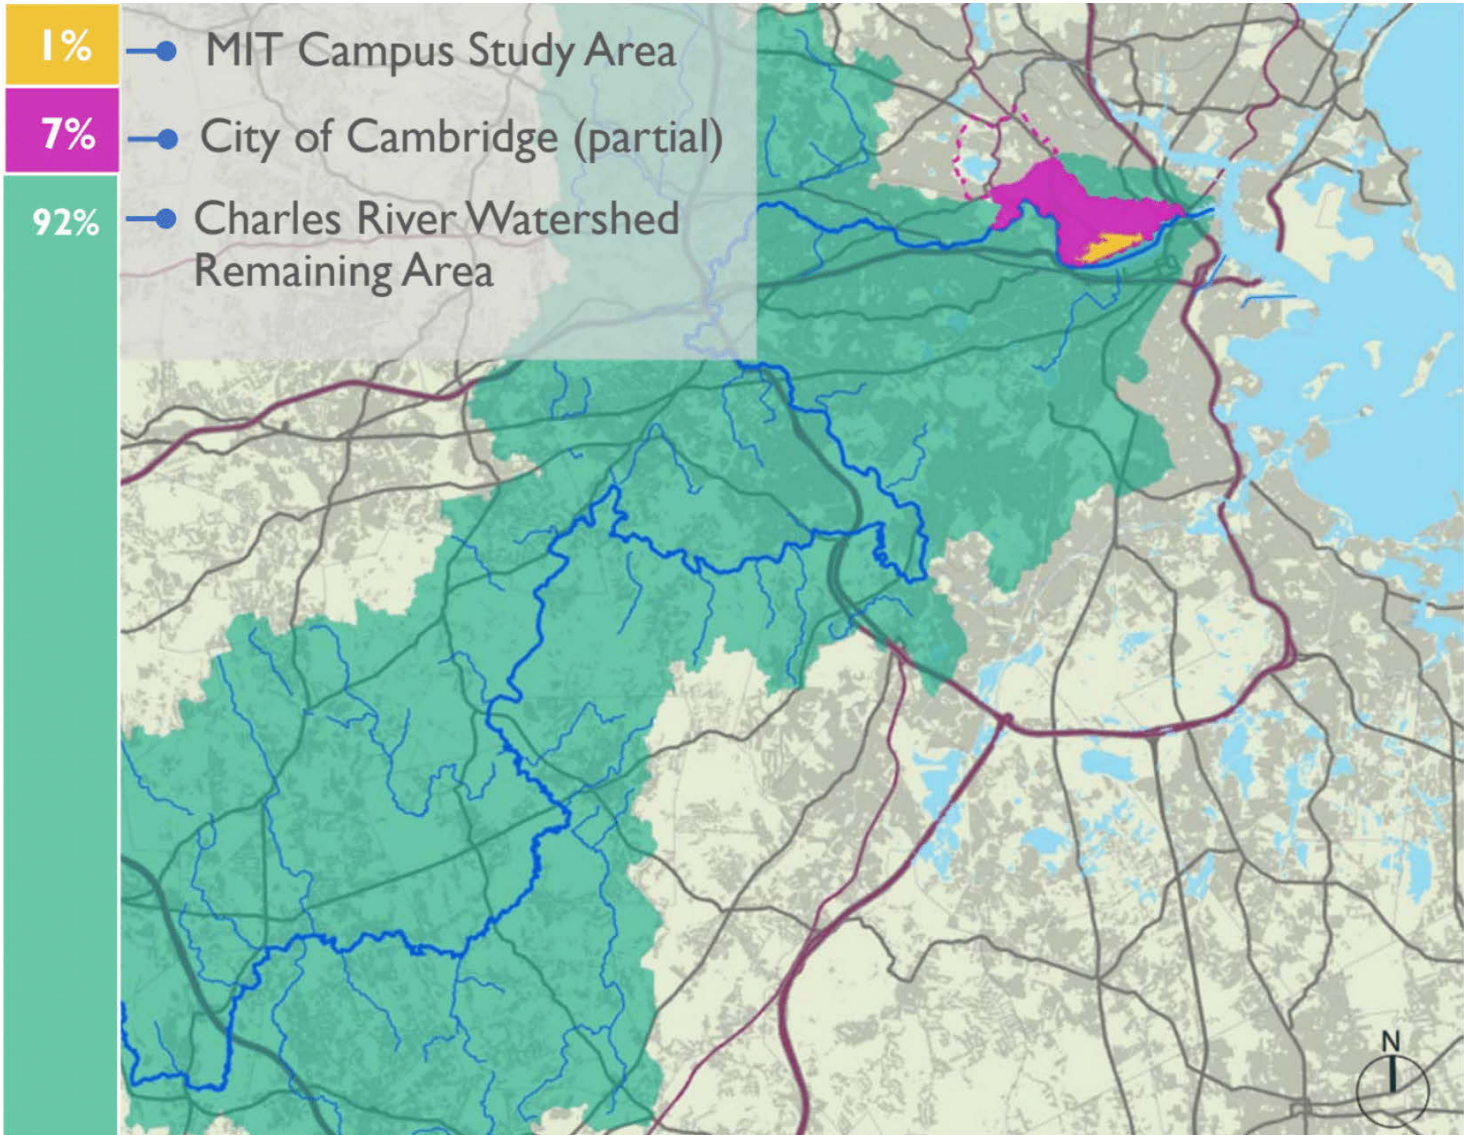 1% MIT Campus Study Area
7% City of Cambridge (partial)
92% Charles River Watershed
Remaining Area
N